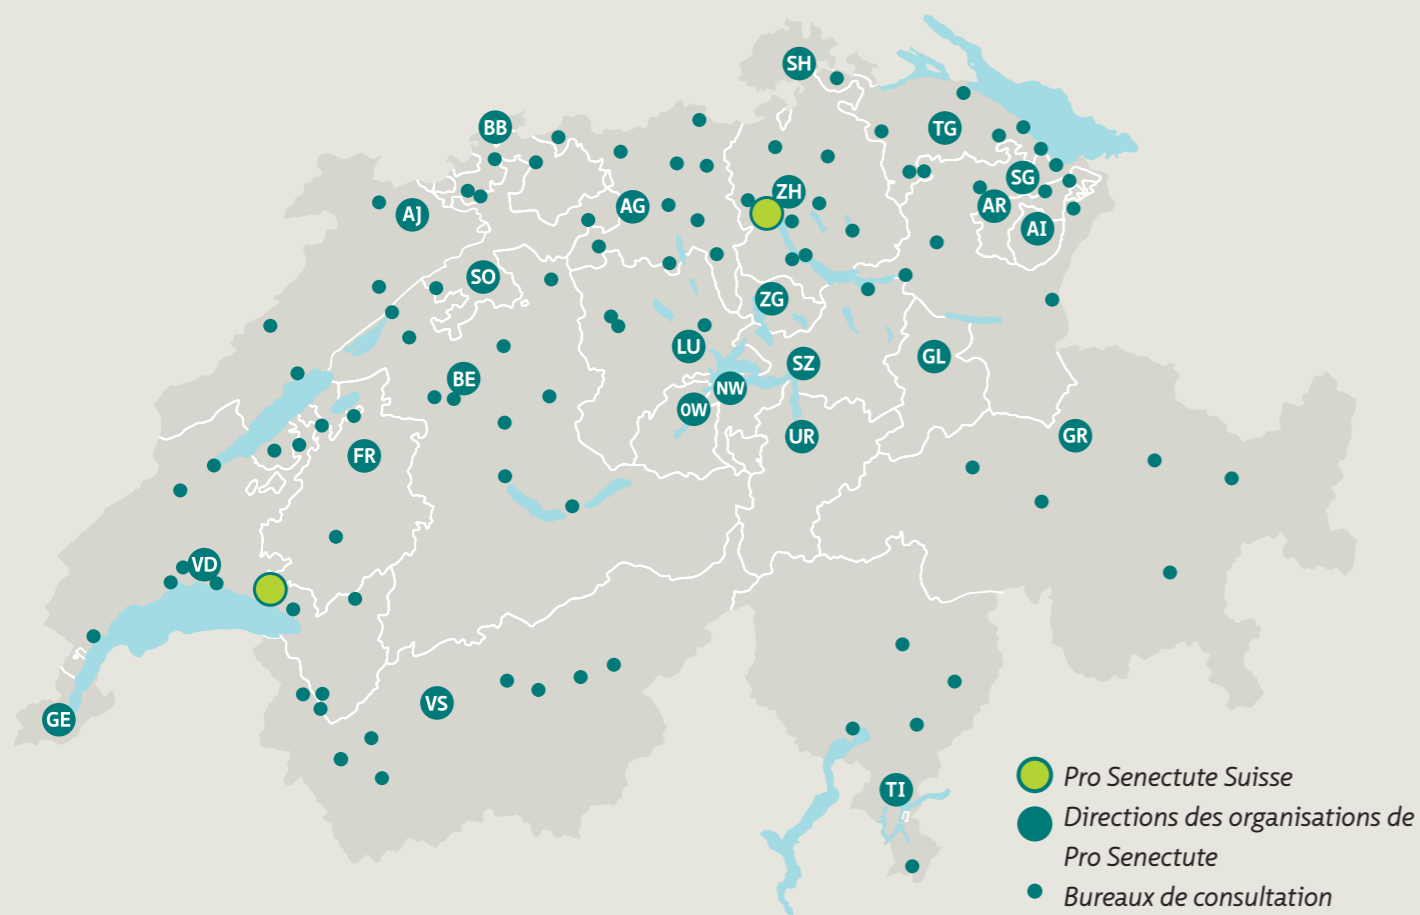 SH
BB
TG
SG
ZH
AG
AR
AJ
AI
SO
ZG
LU
GL
SZ
BE
NW
OW
UR
GR
FR
VD
VS
GE
TI
Pro Senectute Suisse
Directions des organisations de
Pro Senectute
Bureaux de consultation